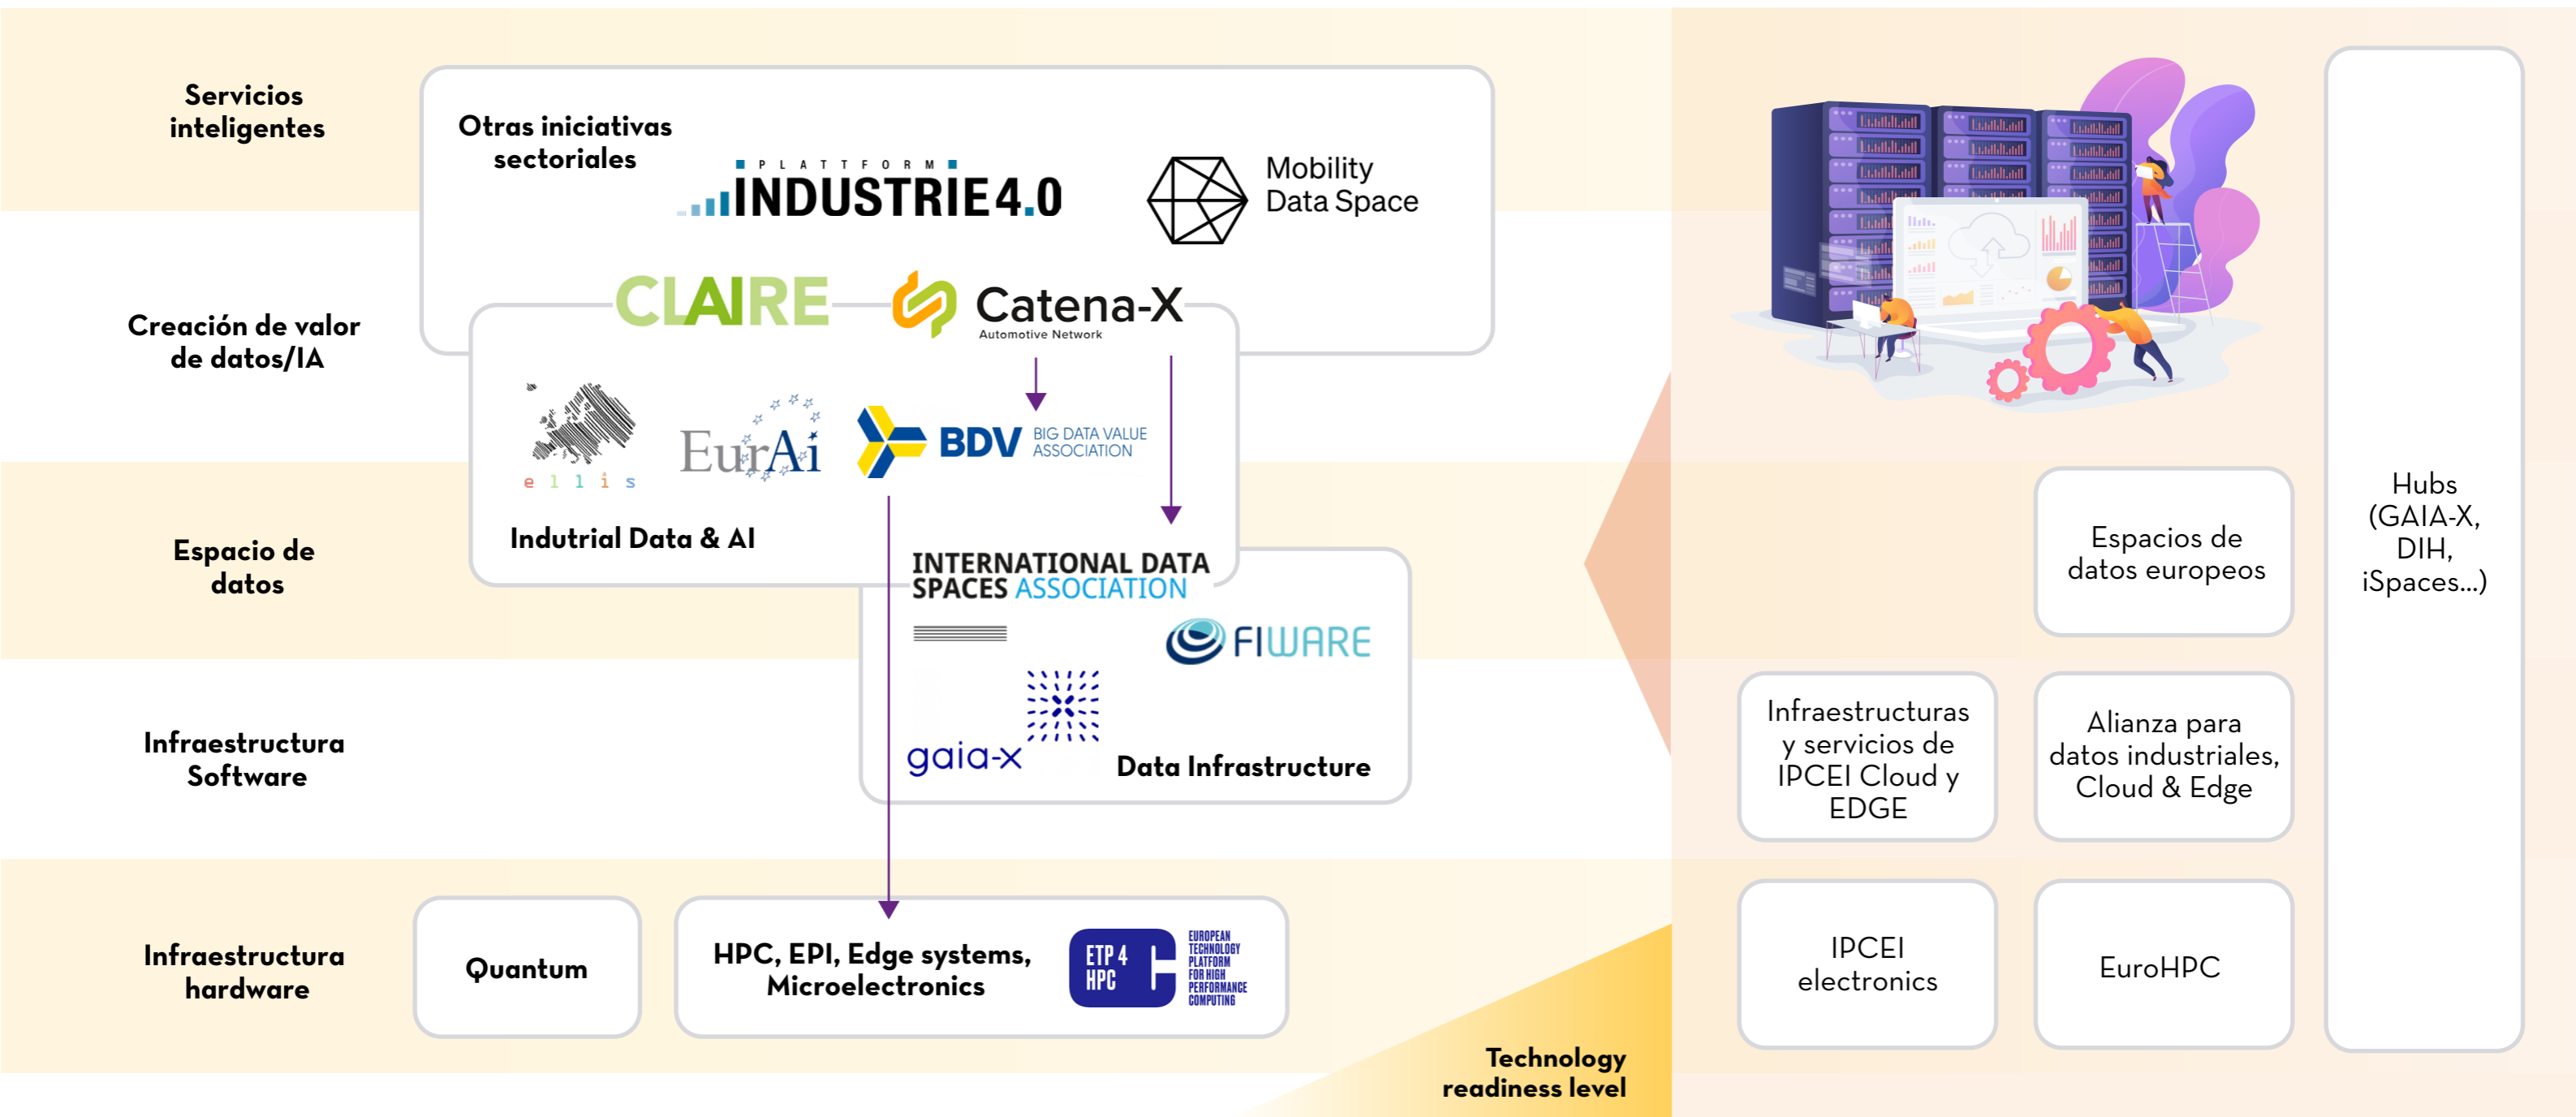 Servicios
inteligentes
Otras iniciativas
sectoriales
PLATTFORM
INDUSTRIE4.0
Mobility
Data Space
Creación de valor
de datos/IA
CLAIRE
Catena-X
Automotive Network
ellis
EurAi
BDV
BIG DATA VALUE
ASSOCIATION
Indutrial Data & AI
Espacio de
datos
INTERNATIONAL DATA
SPACES ASSOCIATION
FIWARE
Infraestructura
Software
gaia-x
Data Infrastructure
Infraestructura
hardware
Quantum
HPC, EPI, Edge systems,
Microelectronics
ETP 4
HPC
EUROPEAN
TECHNOLOGY
PLATFORM
FOR HIGH
PERFORMANCE
COMPUTING
Technology
readiness level
Espacios de
datos europeos
Infraestructuras
y servicios de
IPCEI Cloud y
EDGE
Alianza para
datos industriales,
Cloud & Edge
IPCEI
electronics
EuroHPC
Hubs
(GAIA-X,
DIH,
iSpaces...)